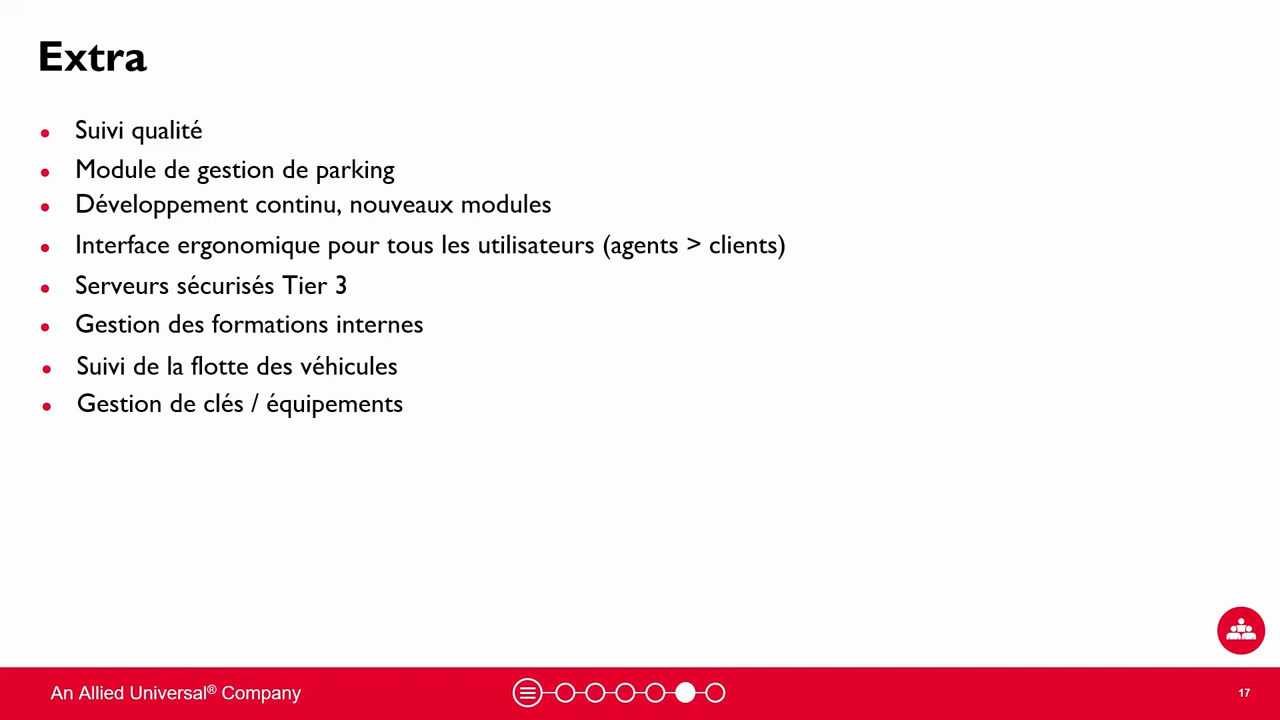 Extra
Suivi qualité
Module de gestion de parking
Développement continu, nouveaux modules
Interface ergonomique pour tous les utilisateurs (agents > clients)
Serveurs sécurisés Tier 3
Gestion des formations internes
Suivi de la flotte des véhicules
Gestion de clés / équipements
An Allied Universal® Company
17